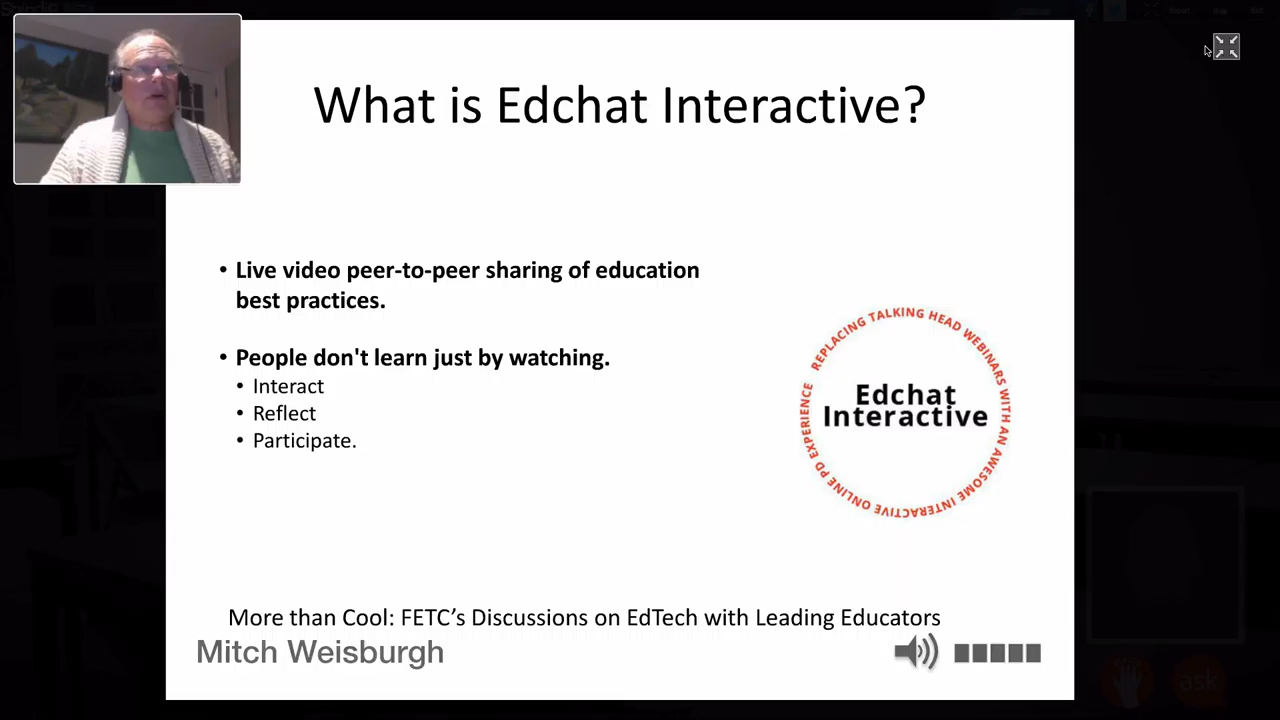 What is Edchat Interactive?
• Live video peer-to-peer sharing of education
best practices.
• People don't learn just by watching.
• Interact
• Reflect
• Participate.
REPLACING TALKING HEAD WEBINARS WITH AN AWESOME INTERACTIVE ONLINE PD EXPERIENCE
Edchat
Interactive
More than Cool: FETC’s Discussions on EdTech with Leading Educators
Mitch Weisburgh
ask